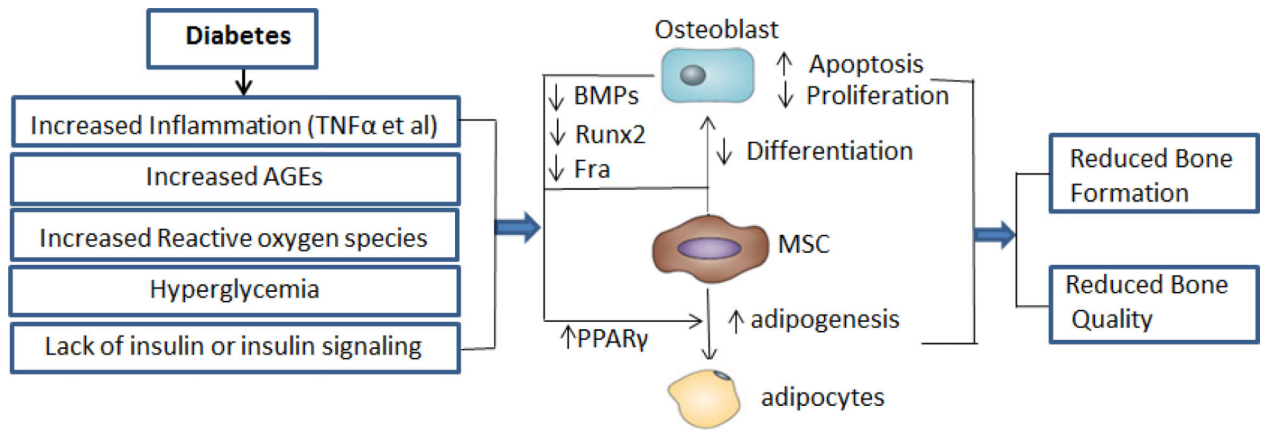 Diabetes
Increased Inflammation (TNFα et al)
Increased AGEs
Increased Reactive oxygen species
Hyperglycemia
Lack of insulin or insulin signaling
Osteoblast
↑ Apoptosis
↓ Proliferation
↓ BMPs
↓ Runx2
↓ Fra
↓ Differentiation
MSC
↑PPARγ
↑ adipogenesis
adipocytes
Reduced Bone
Formation
Reduced Bone
Quality